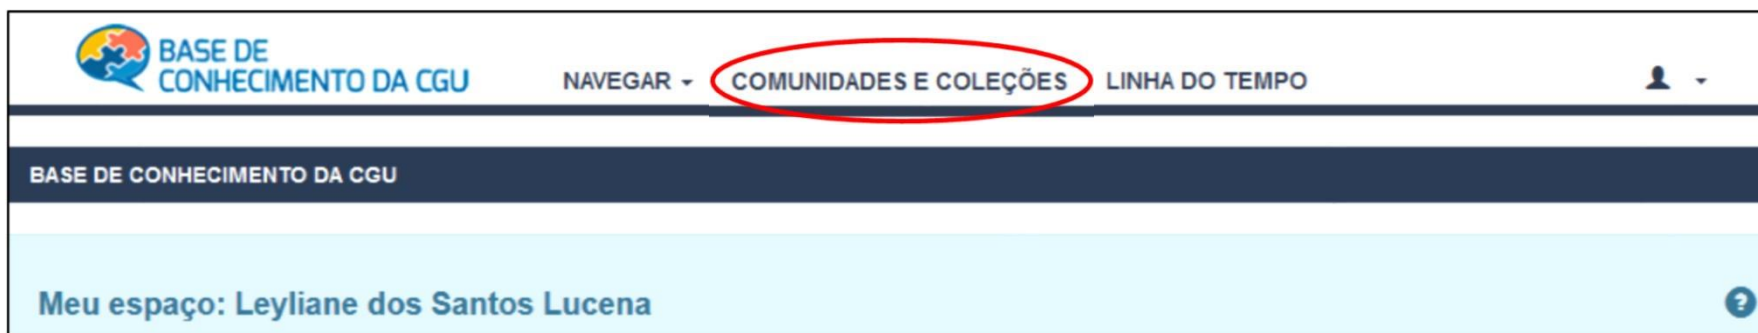 BASE DE
CONHECIMENTO DA CGU
NAVEGAR COMUNIDADES E COLEÇÕES LINHA DO TEMPO
BASE DE CONHECIMENTO DA CGU
Meu espaço: Leyliane dos Santos Lucena